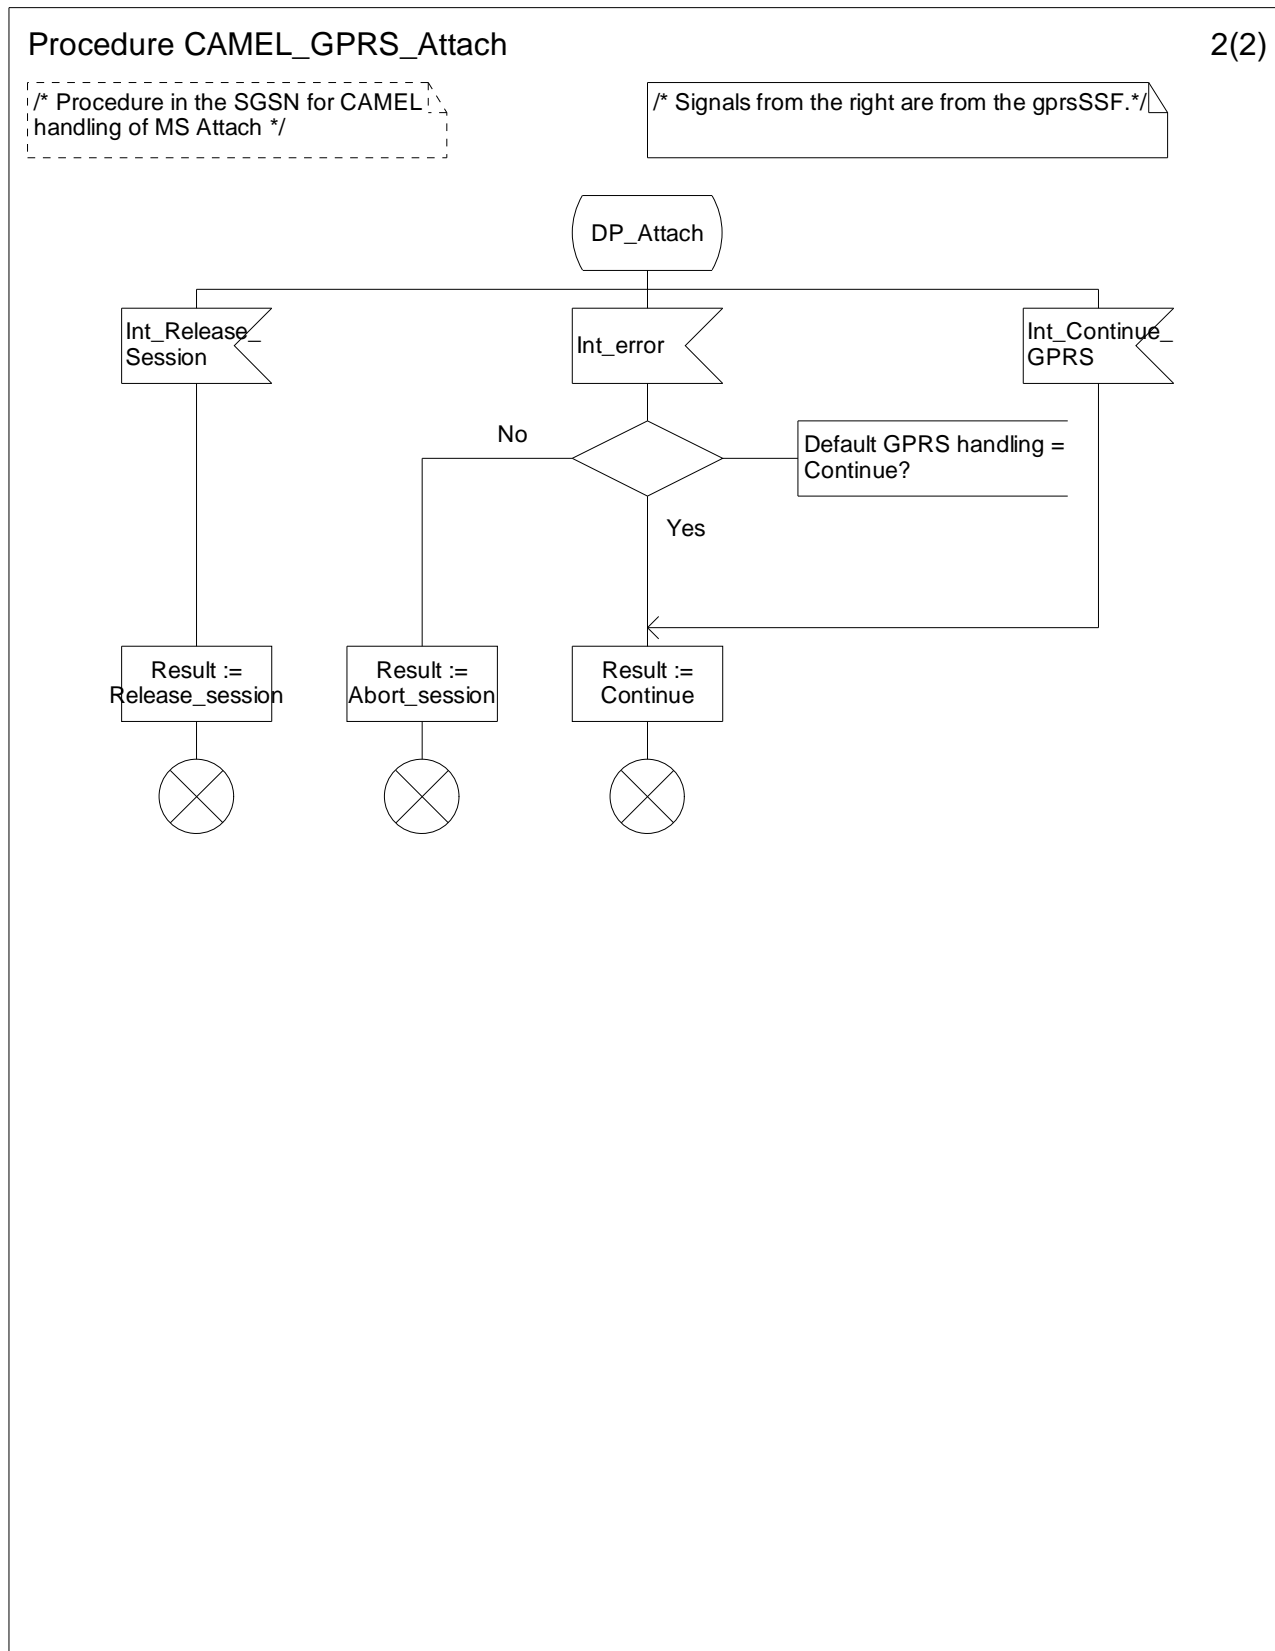 Procedure CAMEL_GPRS_Attach
2(2)
/* Procedure in the SGSN for CAMEL
handling of MS Attach */
/* Signals from the right are from the gprsSSF.*/
DP_Attach
Int_Release_
Session
Int_error
Int_Continue_
GPRS
No
Default GPRS handling =
Continue?
Yes
Result :=
Release_session
Result :=
Abort_session
Result :=
Continue